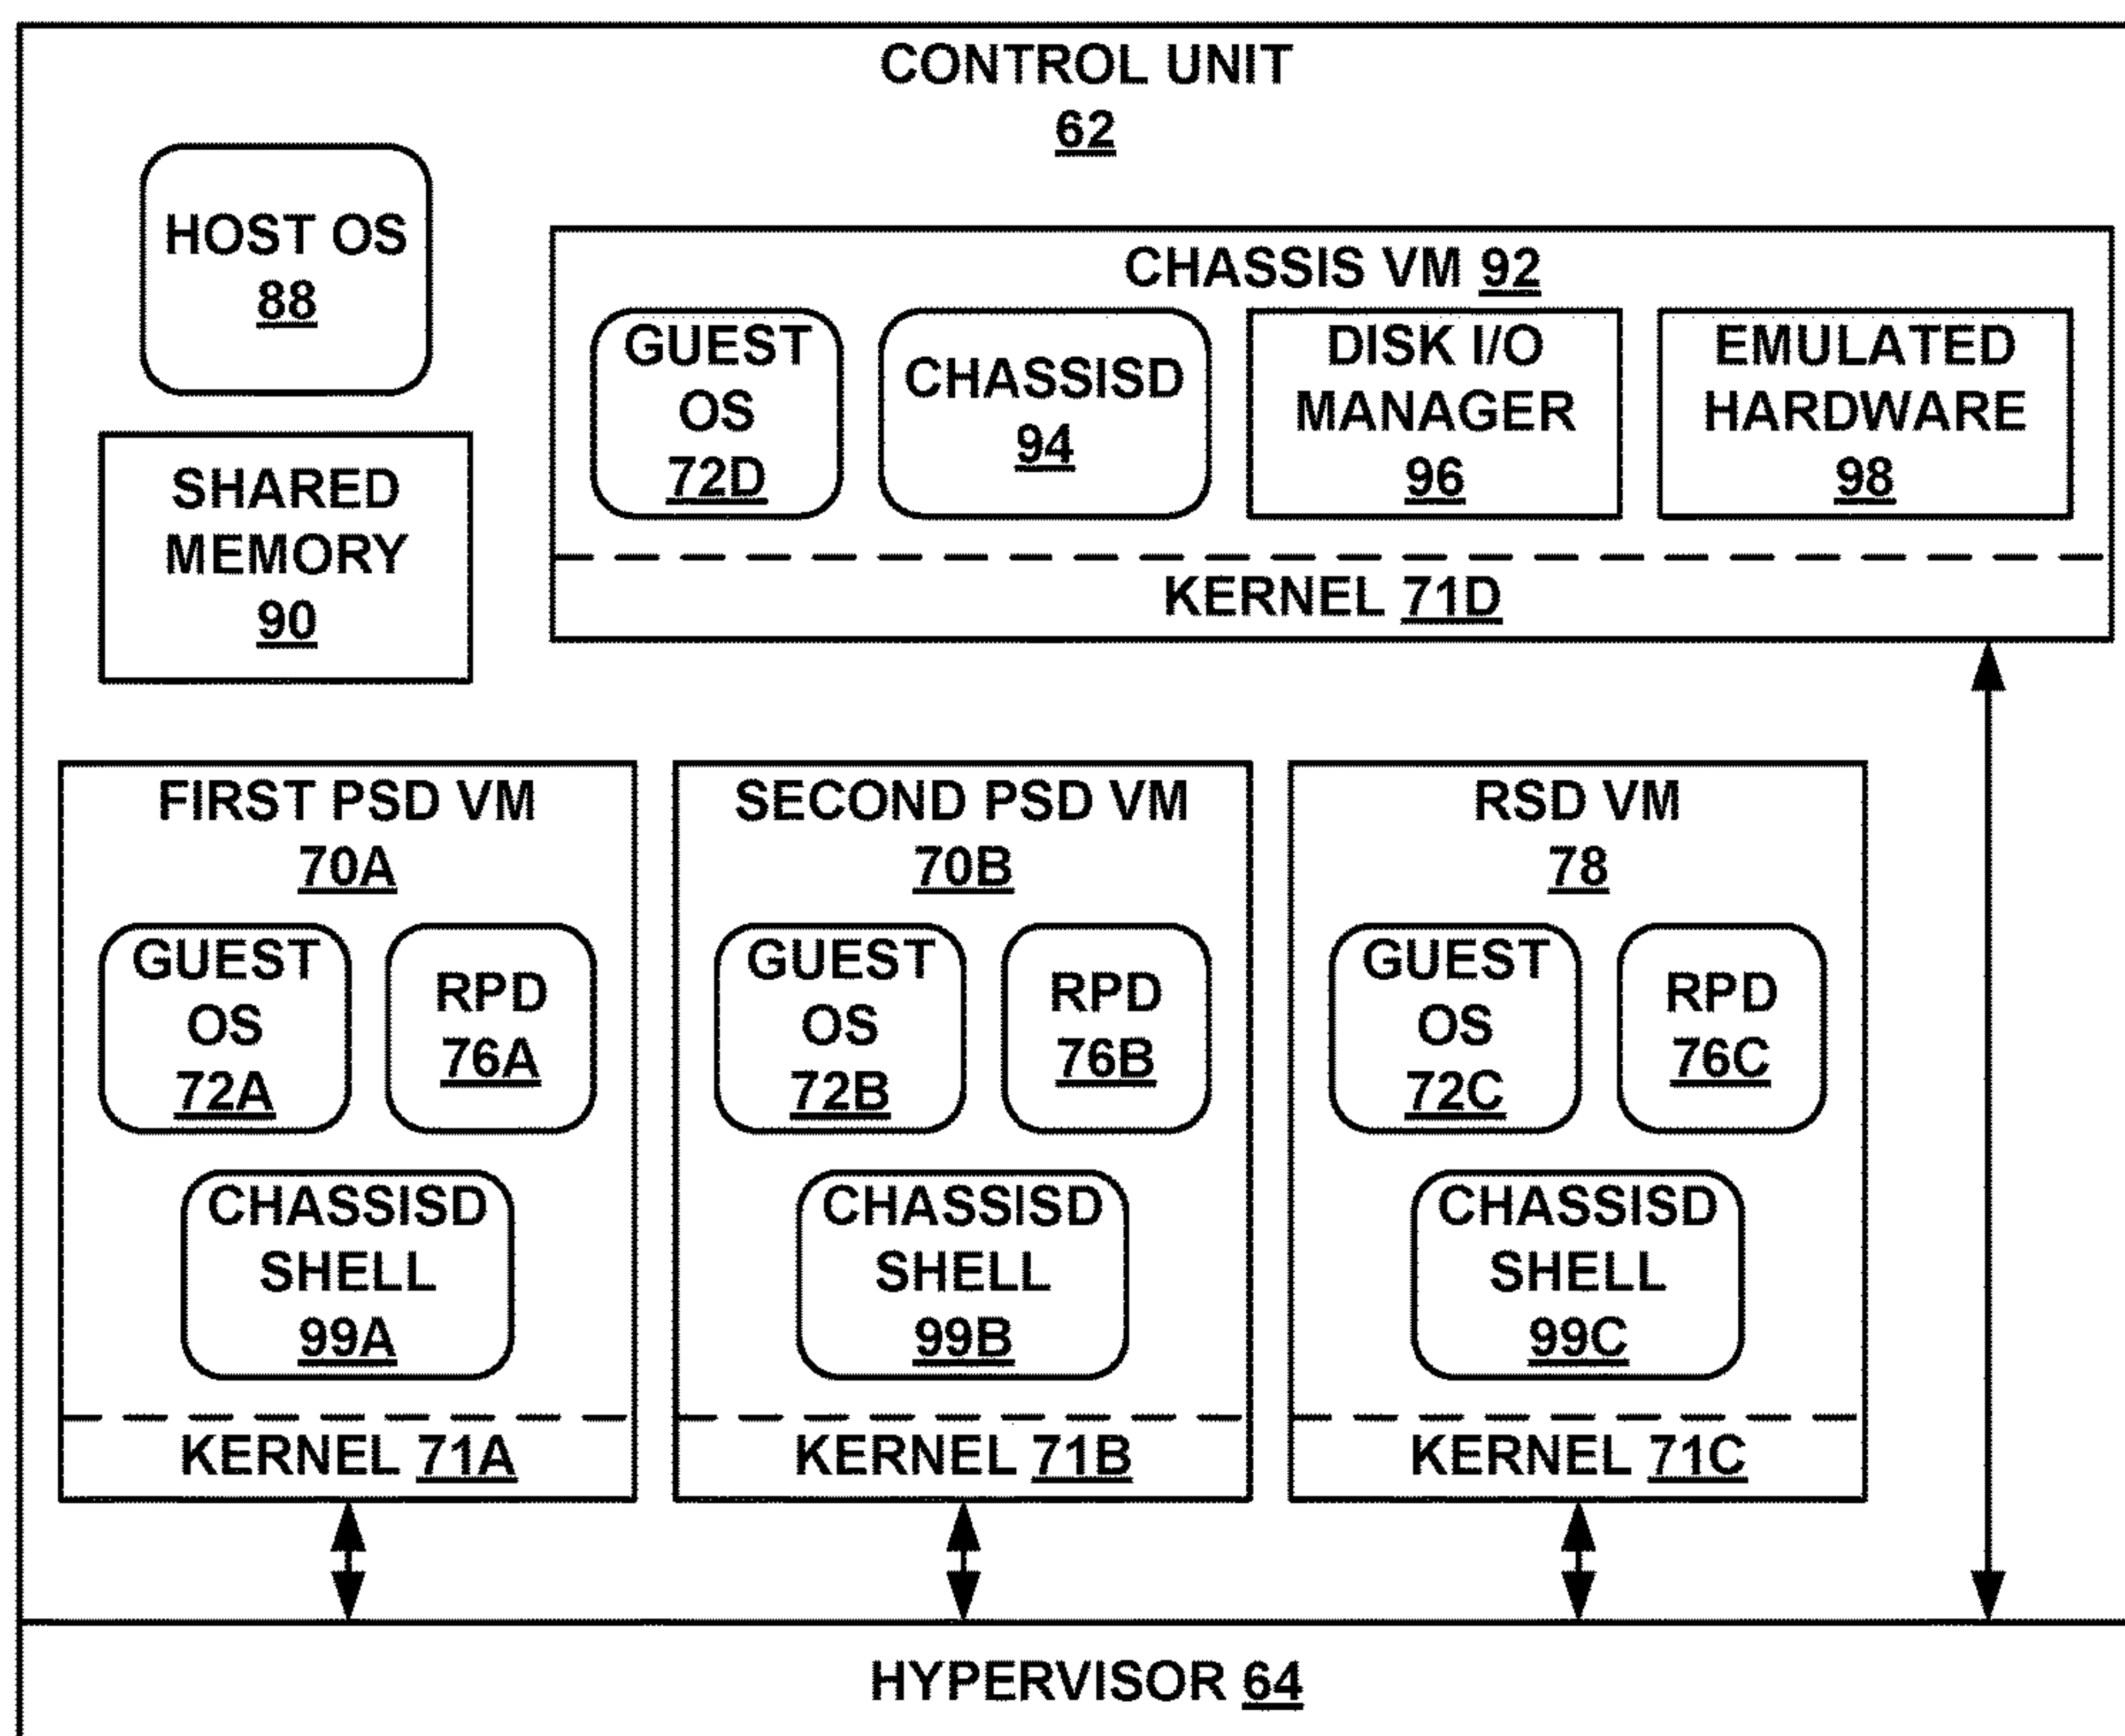 CONTROL UNIT
62
HOST OS
88
SHARED
MEMORY
90
CHASSIS VM 92
GUEST
OS
72D
CHASSISD
94
DISK I/O
MANAGER
96
EMULATED
HARDWARE
98
KERNEL 71D
FIRST PSD VM
70A
GUEST
OS
72A
RPD
76A
CHASSISD
SHELL
99A
KERNEL 71A
SECOND PSD VM
70B
GUEST
OS
72B
RPD
76B
CHASSISD
SHELL
99B
KERNEL 71B
RSD VM
78
GUEST
OS
72C
RPD
76C
CHASSISD
SHELL
99C
KERNEL 71C
HYPERVISOR 64